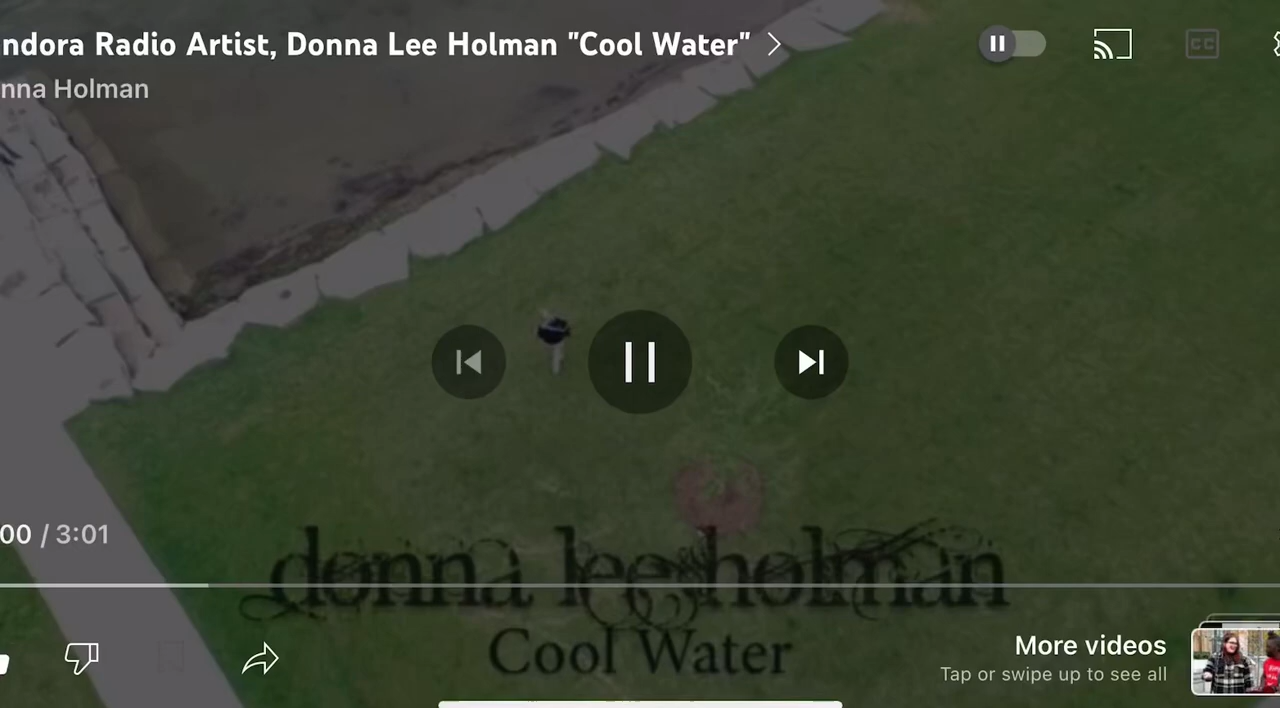 ndora Radio Artist, Donna Lee Holman "Cool Water"
nna Holman
CC
00 / 3:01
donna lee holman
Cool Water
More videos
Tap or swipe up to see all